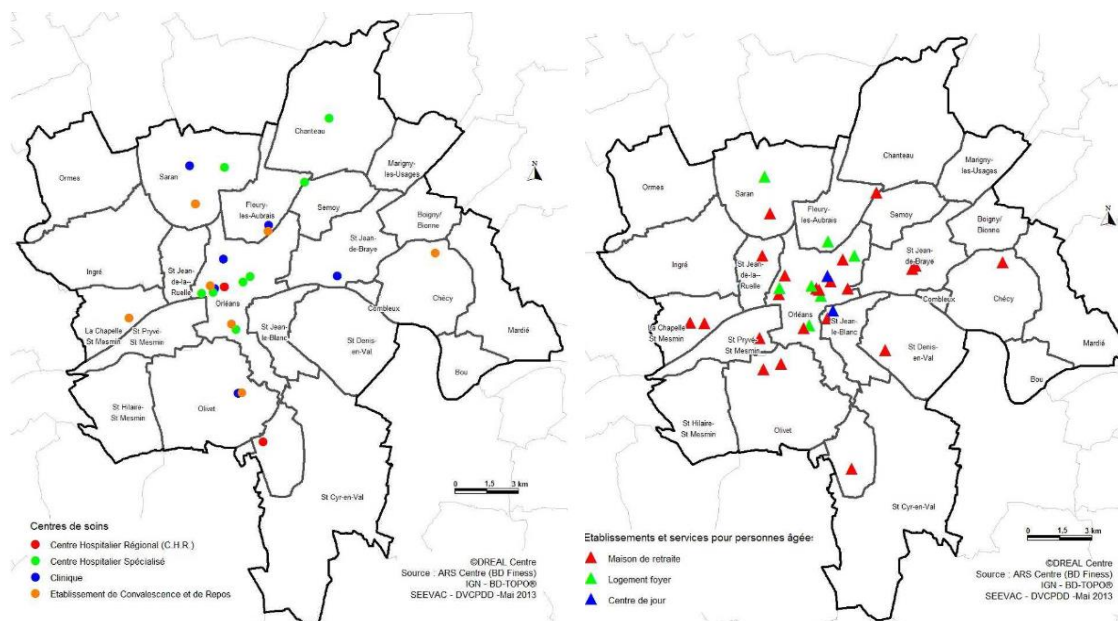 Chanteau
Ormes
Saran
Marigny-
les-Usages
N
Fleury-
les-Aubrais
Semoy
Boigny/
Bionne
St Jean-
de-Braye
Ingré
St Jean-
de-la--
Ruelle
Orléans
Combleux
Chécy
La Chapelle
St Mesmin
St Pryvé-
St Mesmin
St Jean-
le-Blanc
St Denis-
en-Val
Mardié
Bou
St Hilaire-
St Mesmin
Olivet
St Cyr-en-Val
0 1,5 3 km
Centres de soins
Centre Hospitalier Régional (C.H.R.)
Centre Hospitalier Spécialisé
Clinique
Etablissement de Convalescence et de Repos
©DREAL Centre
Source : ARS Centre (BD Finess)
IGN - BD-TOPO®
SEEVAC - DVCPDD -Mai 2013
Chanteau
Ormes
Saran
Marigny-
les-Usages
N
Fleury-
les-Aubrais
Semoy
Boigny/
Bionne
St Jean-
de-Braye
Ingré
St Jean-
de-la--
Ruelle
Orléans
Combleux
Chécy
La Chapelle
St Mesmin
St Pryvé-
St Mesmin
St Jean-
le-Blanc
St Denis-
en-Val
Mardié
Bou
St Hilaire-
St Mesmin
Olivet
St Cyr-en-Val
0 1,5 3 km
Etablissements et services pour personnes âgées
Maison de retraite
Logement foyer
Centre de jour
©DREAL Centre
Source : ARS Centre (BD Finess)
IGN - BD-TOPO®
SEEVAC - DVCPDD -Mai 2013